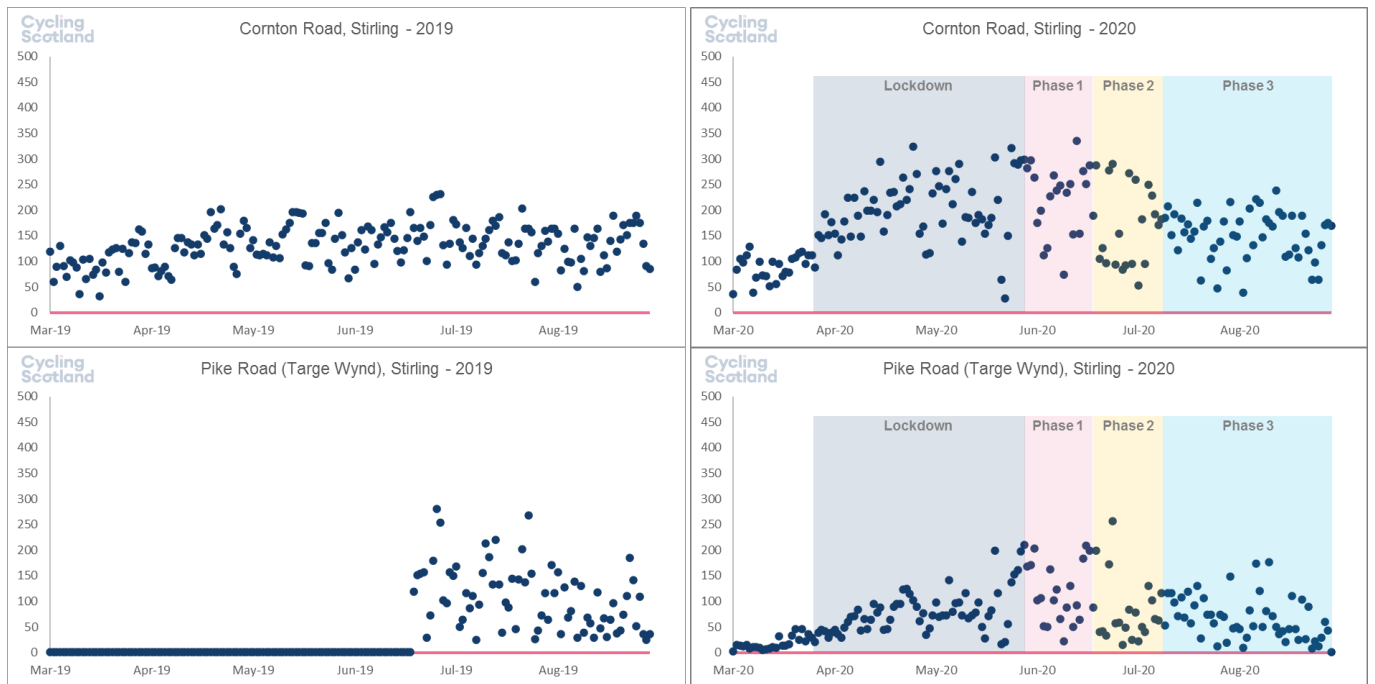 Cycling
Scotland
Cornton Road, Stirling - 2019
500
450
400
350
300
250
200
150
100
50
0
Mar-19 Apr-19 May-19 Jun-19 Jul-19 Aug-19
Cycling
Scotland
Cornton Road, Stirling - 2020
500
450
Lockdown Phase 1 Phase 2 Phase 3
400
350
300
250
200
150
100
50
0
Mar-20 Apr-20 May-20 Jun-20 Jul-20 Aug-20
Cycling
Scotland
Pike Road (Targe Wynd), Stirling - 2019
500
450
400
350
300
250
200
150
100
50
0
Mar-19 Apr-19 May-19 Jun-19 Jul-19 Aug-19
Cycling
Scotland
Pike Road (Targe Wynd), Stirling - 2020
500
450
Lockdown Phase 1 Phase 2 Phase 3
400
350
300
250
200
150
100
50
0
Mar-20 Apr-20 May-20 Jun-20 Jul-20 Aug-20